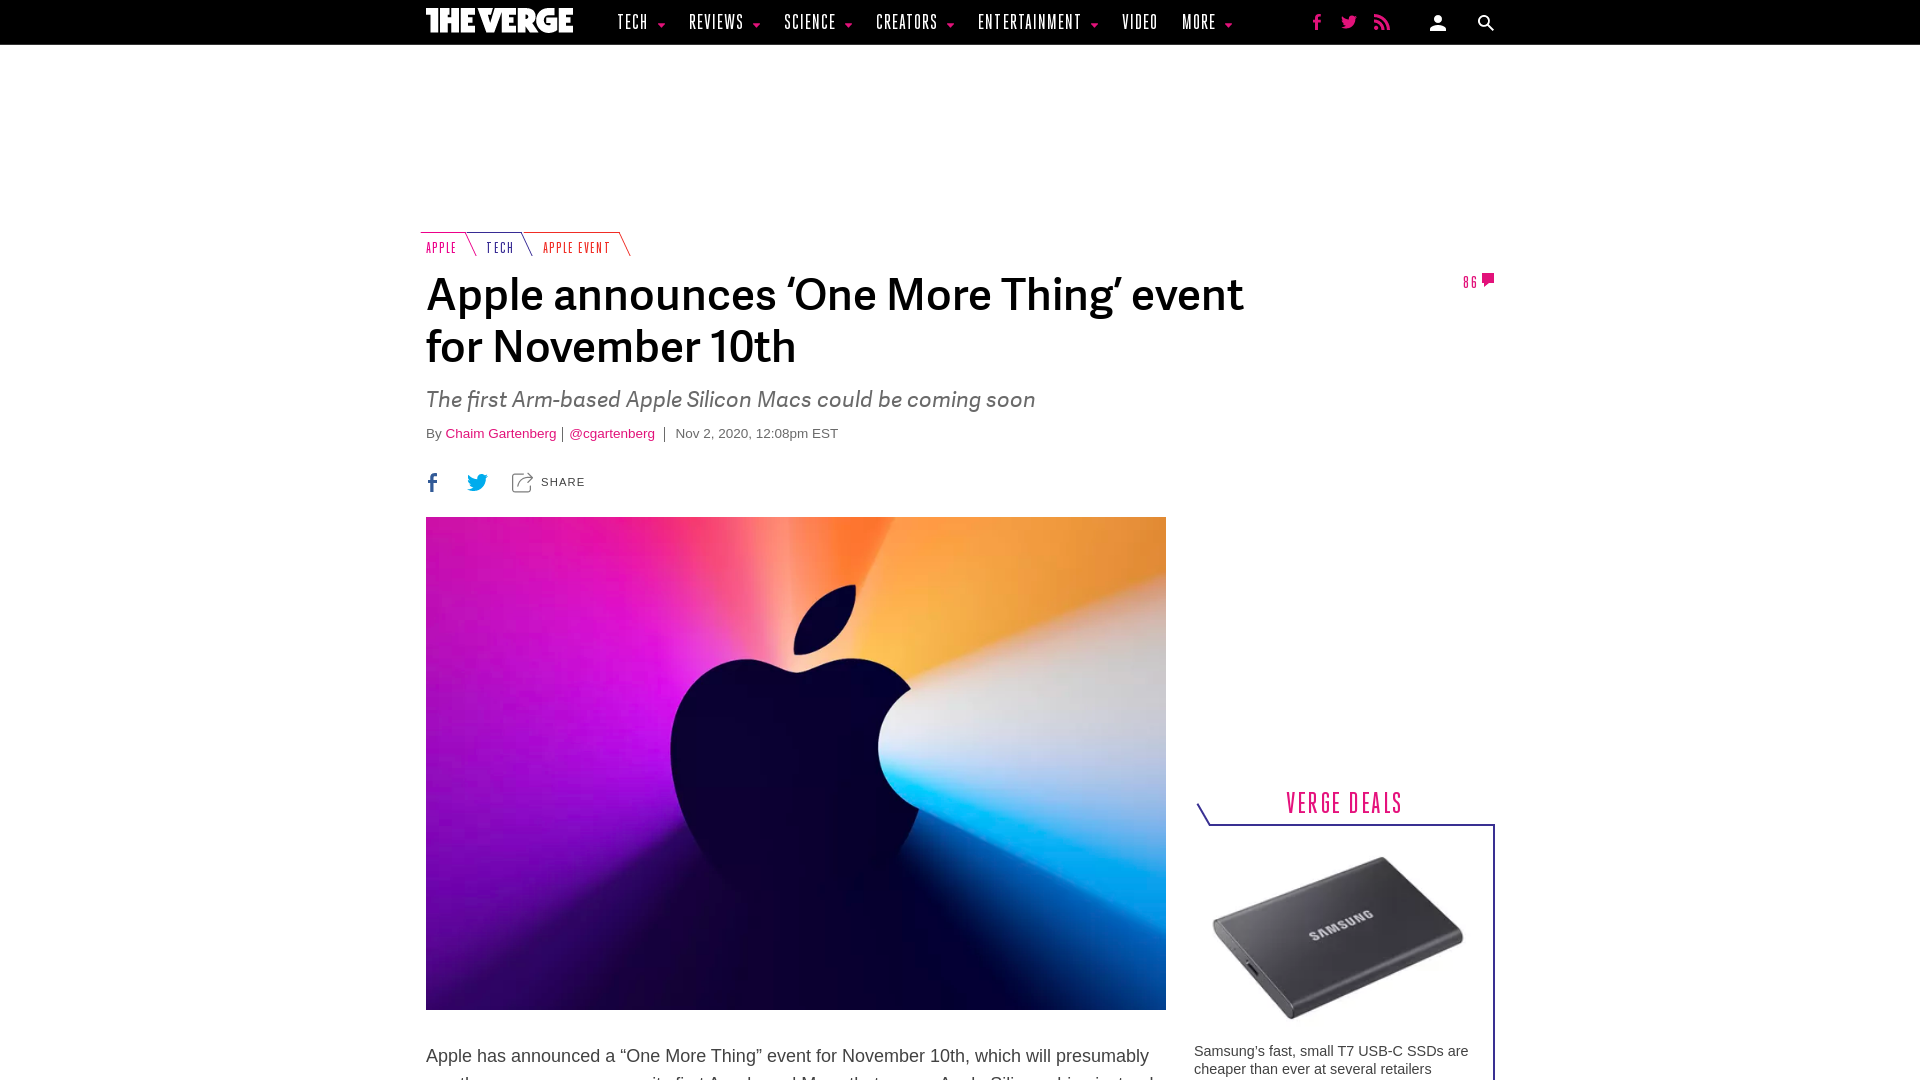 THE VERGE
TECH REVIEWS SCIENCE CREATORS ENTERTAINMENT VIDEO MORE
APPLE TECH APPLE EVENT
Apple announces ‘One More Thing’ event
for November 10th
86
The first Arm-based Apple Silicon Macs could be coming soon
By Chaim Gartenberg | @cgartenberg | Nov 2, 2020, 12:08pm EST
SHARE
VERGE DEALS
SAMSUNG
Samsung’s fast, small T7 USB-C SSDs are
cheaper than ever at several retailers
Apple has announced a “One More Thing” event for November 10th, which will presumably